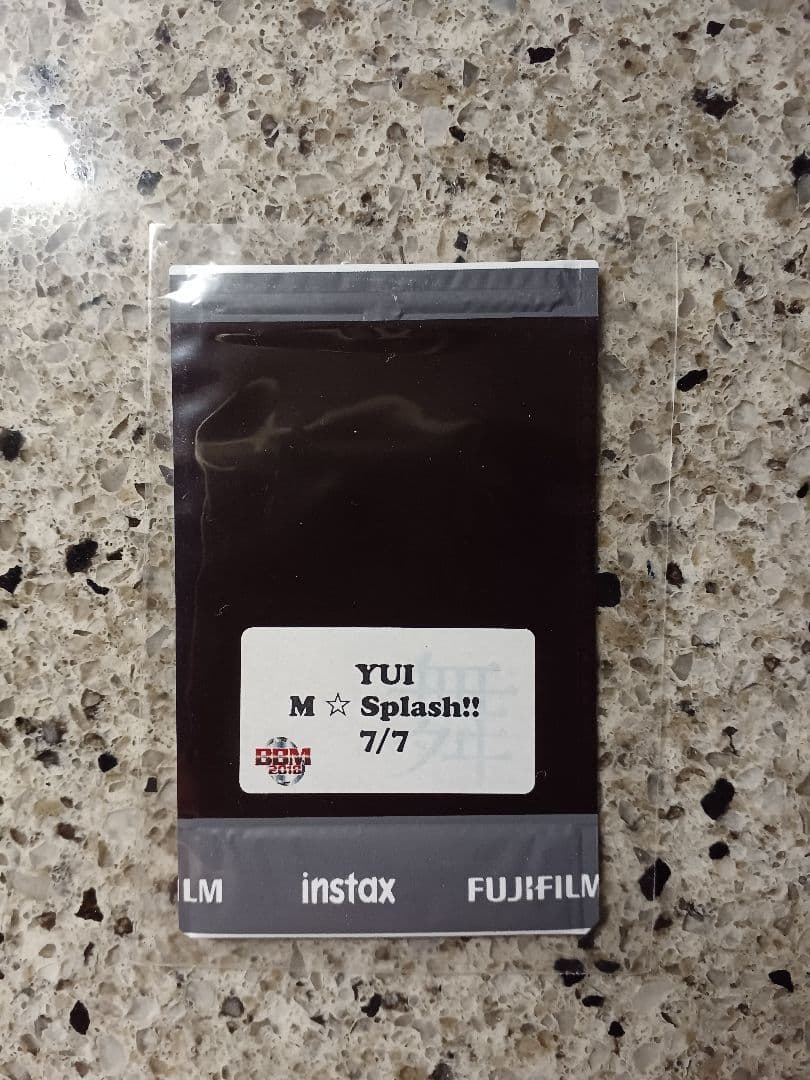 YUI
M ☆ Splash!!
7/7
舞
BBM
2018
LM instax FUJIFILM